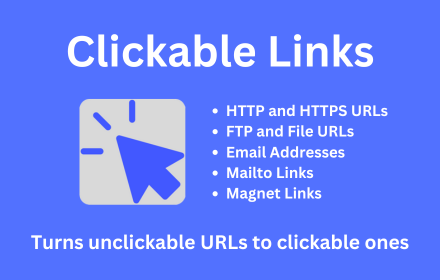 Clickable Links
• HTTP and HTTPS URLs
• FTP and File URLs
• Email Addresses
• Mailto Links
• Magnet Links
Turns unclickable URLs to clickable ones